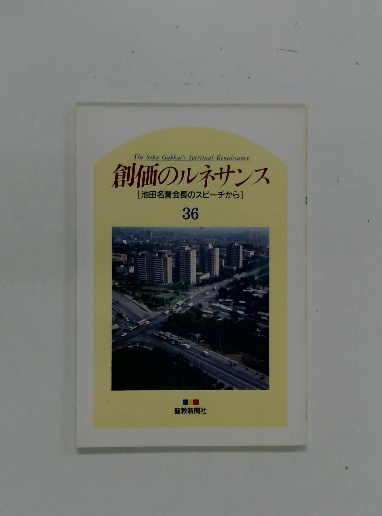 The Soka Gakkai's Spiritual Renaissance
創価のルネサンス
［池田名誉会長のスピーチから］
36
聖教新聞社